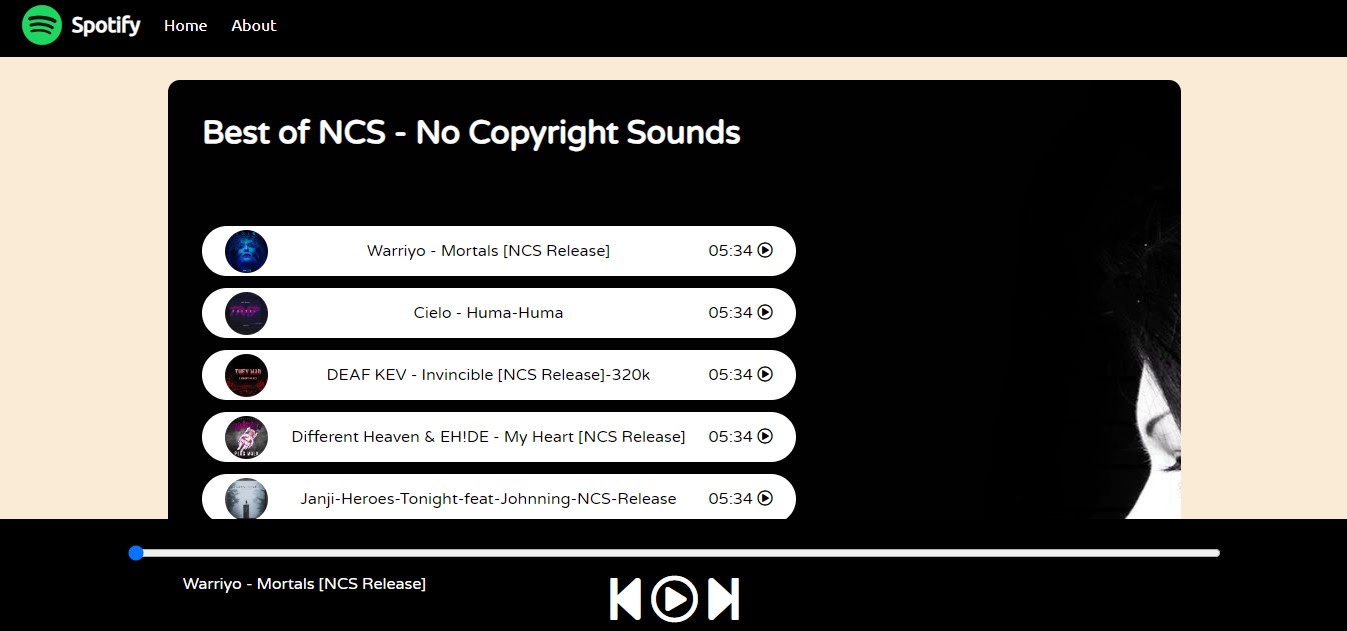 Spotify Home About
Best of NCS - No Copyright Sounds
Warriyo - Mortals [NCS Release] 05:34
Cielo - Huma-Huma 05:34
DEAF KEV - Invincible [NCS Release]-320k 05:34
Different Heaven & EH!DE - My Heart [NCS Release] 05:34
Janji-Heroes-Tonight-feat-Johnning-NCS-Release 05:34
Warriyo - Mortals [NCS Release]